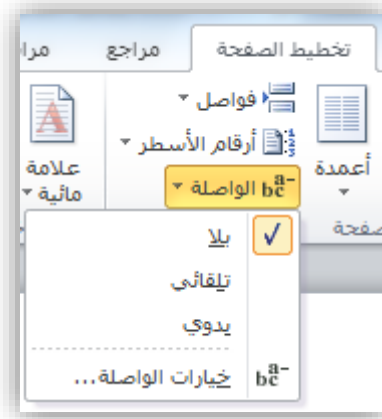 تخطيط الصفحة
مراجع
مرا
فواصل
أرقام الأسطر
الواصلة
أعمدة
علامة
مائية
صفحة
بلا
تلقائي
يدوي
خيارات الواصلة...